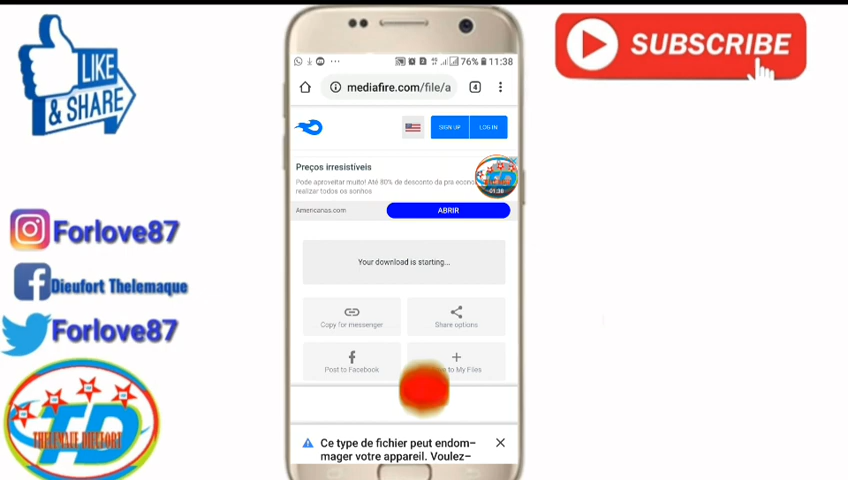 LIKE
& SHARE
SUBSCRIBE
Forlove87
Dieufort Thelemaque
Forlove87
TD
76% 11:38
mediafire.com/file/a
4
SIGN UP
LOG IN
Preços irresistíveis
Pode aproveitar muito! Até 80% de desconto da pra
realizar todos os sonhos
01:38
Americanas.com
ABRIR
Your download is starting...
Copy for messenger
Share options
Post to Facebook
to My Files
Ce type de fichier peut endom-
mager votre appareil. Voulez-